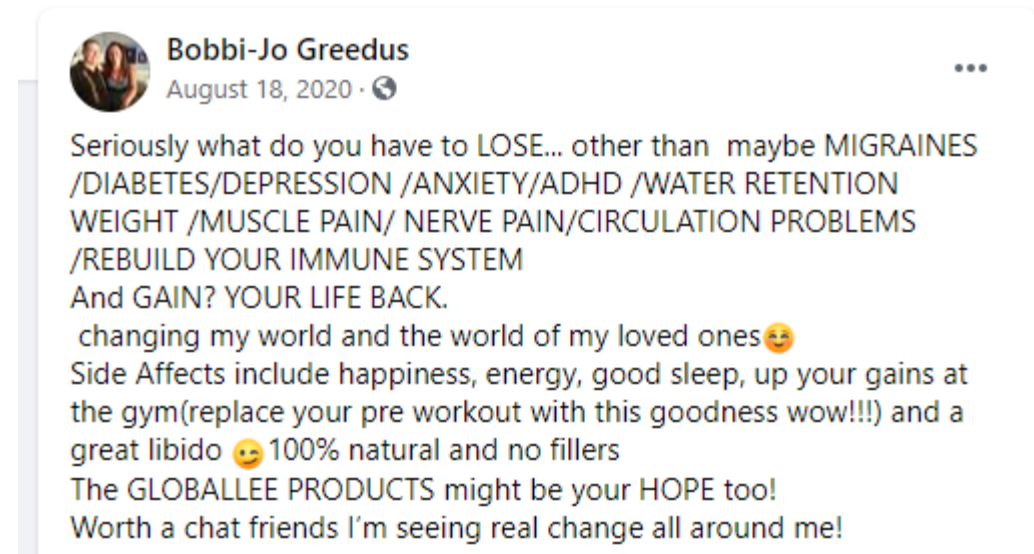 Bobbi-Jo Greedus
August 18, 2020 ·
Seriously what do you have to LOSE... other than  maybe MIGRAINES
/DIABETES/DEPRESSION /ANXIETY/ADHD /WATER RETENTION
WEIGHT /MUSCLE PAIN/ NERVE PAIN/CIRCULATION PROBLEMS
/REBUILD YOUR IMMUNE SYSTEM
And GAIN? YOUR LIFE BACK.
changing my world and the world of my loved ones😊
Side Affects include happiness, energy, good sleep, up your gains at
the gym(replace your pre workout with this goodness wow!!!) and a
great libido 😉100% natural and no fillers
The GLOBALLEE PRODUCTS might be your HOPE too!
Worth a chat friends I´m seeing real change all around me!